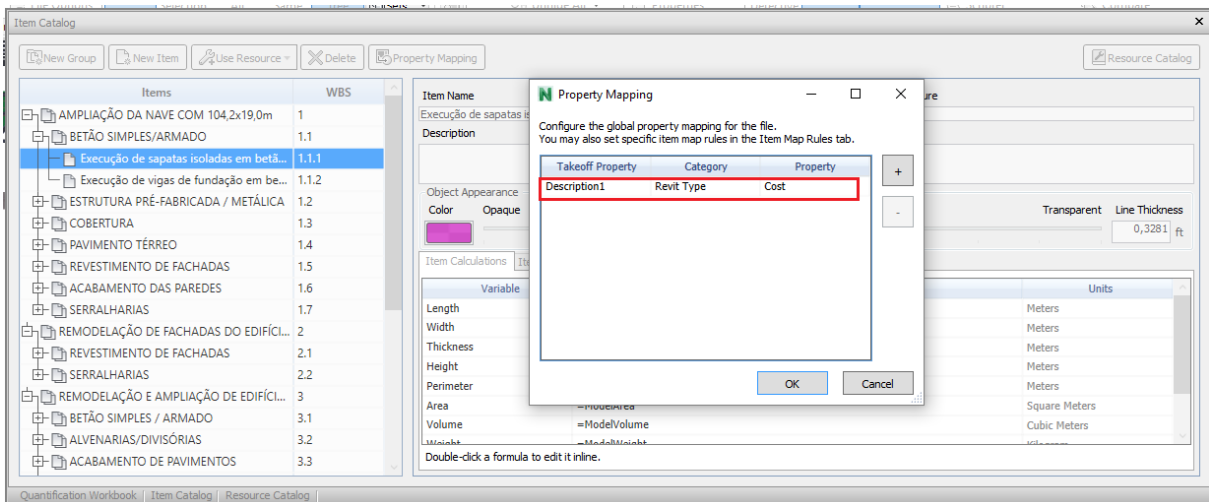 Item Catalog
New Group New Item Use Resource Delete Property Mapping Resource Catalog
Items WBS
AMPLIAÇÃO DA NAVE COM 104,2x19,0m 1
BETÃO SIMPLES/ARMADO 1.1
Execução de sapatas isoladas em betã... 1.1.1
Execução de vigas de fundação em be... 1.1.2
ESTRUTURA PRÉ-FABRICADA / METÁLICA 1.2
COBERTURA 1.3
PAVIMENTO TÉRREO 1.4
REVESTIMENTO DE FACHADAS 1.5
ACABAMENTO DAS PAREDES 1.6
SERRALHARIAS 1.7
REMODELAÇÃO DE FACHADAS DO EDIFÍCI... 2
REVESTIMENTO DE FACHADAS 2.1
SERRALHARIAS 2.2
REMODELAÇÃO E AMPLIAÇÃO DE EDIFÍCI... 3
BETÃO SIMPLES / ARMADO 3.1
ALVENARIAS/DIVISÓRIAS 3.2
ACABAMENTO DE PAVIMENTOS 3.3
Item Name
Execução de sapatas
Description
Object Appearance
Color Opaque Transparent Line Thickness
0,3281 ft
Item Calculations
Variable Units
Length Meters
Width Meters
Thickness Meters
Height Meters
Perimeter Meters
Area =ModelArea Square Meters
Volume =ModelVolume Cubic Meters
Weight =ModelWeight Kilogram
Double-click a formula to edit it inline.
Property Mapping
Configure the global property mapping for the file.
You may also set specific item map rules in the Item Map Rules tab.
Takeoff Property Category Property
Description1 Revit Type Cost
+
-
OK Cancel
Quantification Workbook Item Catalog Resource Catalog